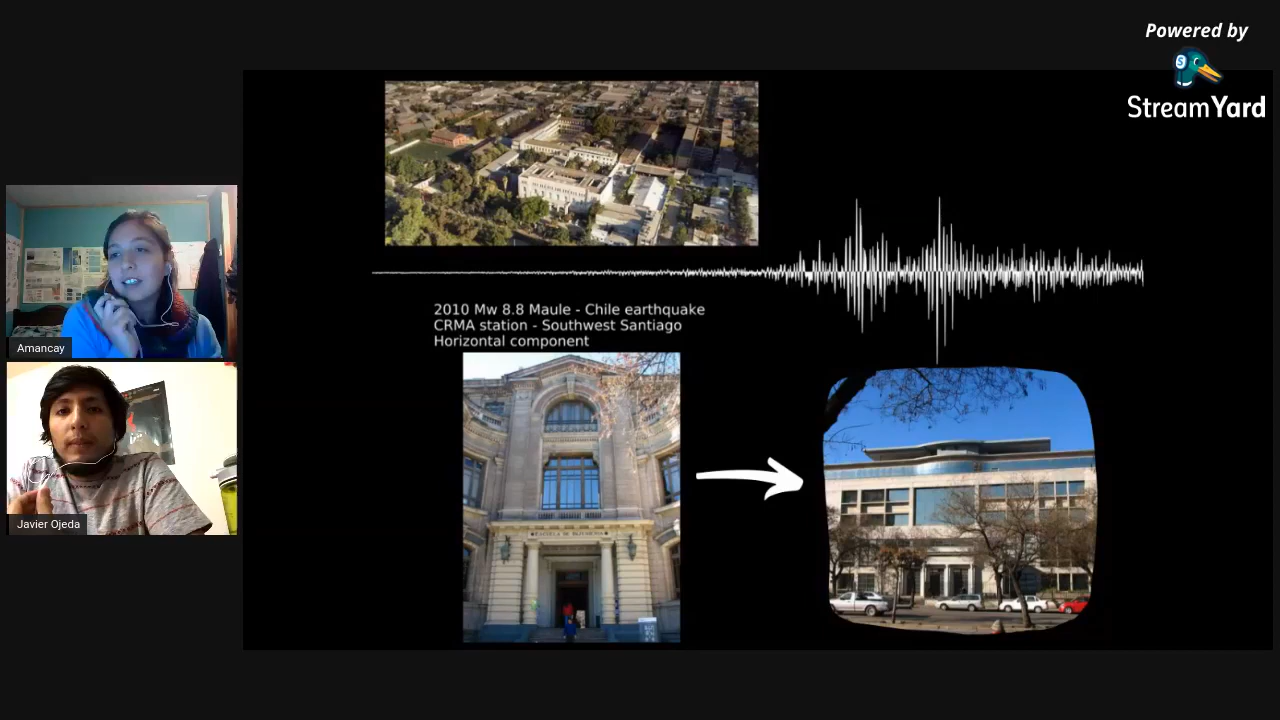 Powered by
StreamYard
2010 Mw 8.8 Maule - Chile earthquake
CRMA station - Southwest Santiago
Horizontal component
Amancay
Javier Ojeda